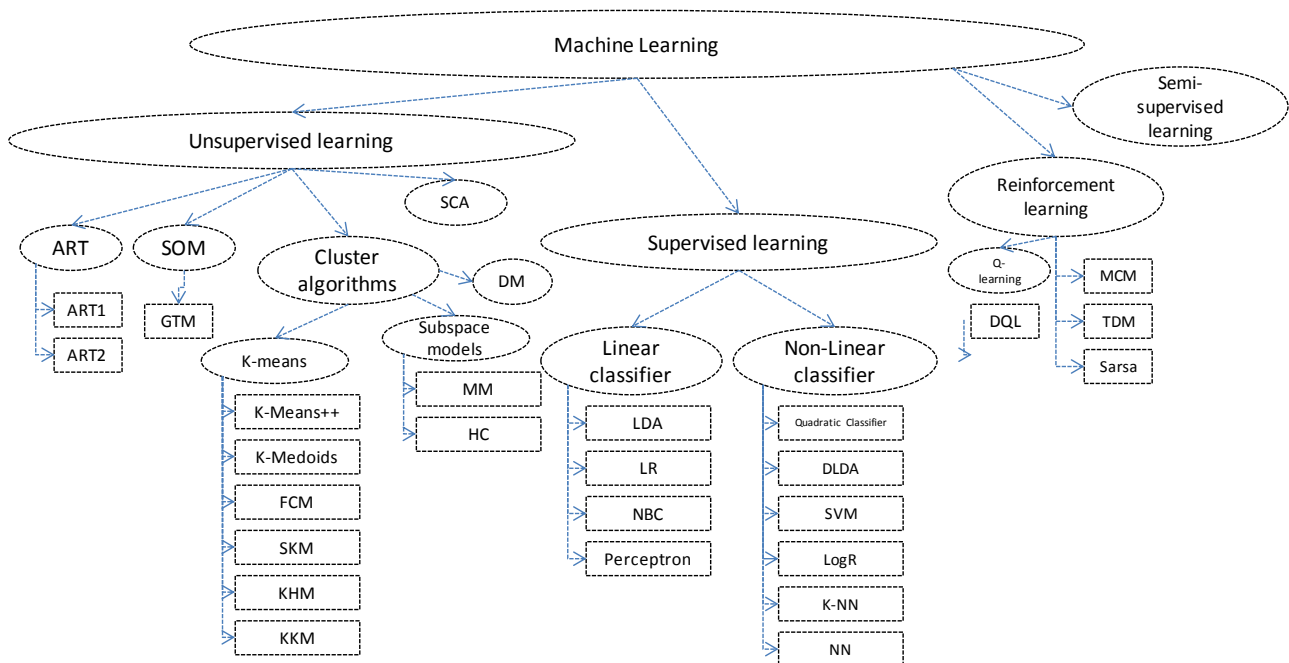 Machine Learning
Semi-
supervised
learning
Unsupervised learning
Reinforcement
learning
SCA
ART
SOM
Cluster
algorithms
Supervised learning
DM
Q-
learning
MCM
ART1
GTM
DQL
TDM
ART2
Subspace
models
K-means
Linear
classifier
Non-Linear
classifier
Sarsa
MM
HC
K-Means++
K-Medoids
FCM
SKM
KHM
KKM
LDA
LR
NBC
Perceptron
Quadratic Classifier
DLDA
SVM
LogR
K-NN
NN